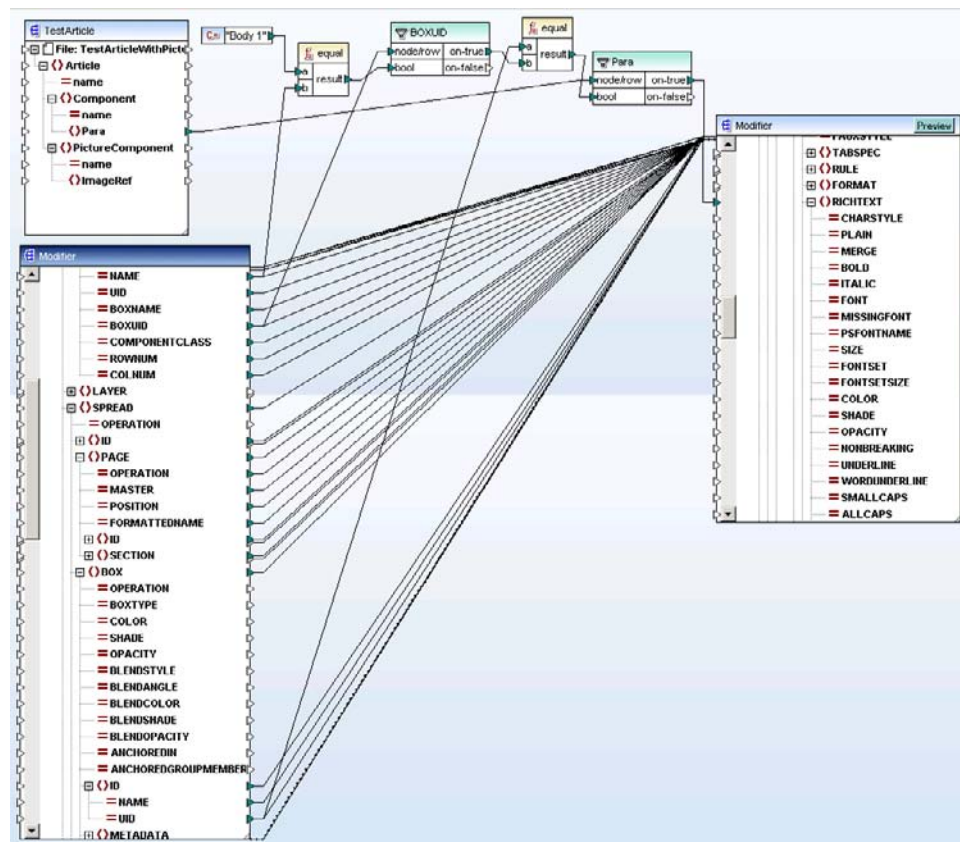 TestArticle
File: TestArticleWithPict
Article
name
Component
name
Para
PictureComponent
name
ImageRef
"Body 1"
equal
a
b
result
BOXUID
node/row on-true
bool on-false
equal
a
b
result
Para
node/row on-true
bool on-false
Modifier Preview
TABSPEC
RULE
FORMAT
RICHTEXT
CHARSTYLE
PLAIN
MERGE
BOLD
ITALIC
FONT
MISSINGFONT
PSFONTNAME
SIZE
FONTSET
FONTSETSIZE
COLOR
SHADE
OPACITY
NONBREAKING
UNDERLINE
WORDUNDERLINE
SMALLCAPS
ALLCAPS
Modifier
NAME
UID
BOXNAME
BOXUID
COMPONENTCLASS
ROWNUM
COLNUM
LAYER
SPREAD
OPERATION
ID
PAGE
OPERATION
MASTER
POSITION
FORMATTEDNAME
ID
SECTION
BOX
OPERATION
BOXTYPE
COLOR
SHADE
OPACITY
BLENDSTYLE
BLENDANGLE
BLENDCOLOR
BLENDSHADE
BLENDOPACITY
ANCHOREDIN
ANCHOREDGROUPMEMBER
ID
NAME
UID
METADATA